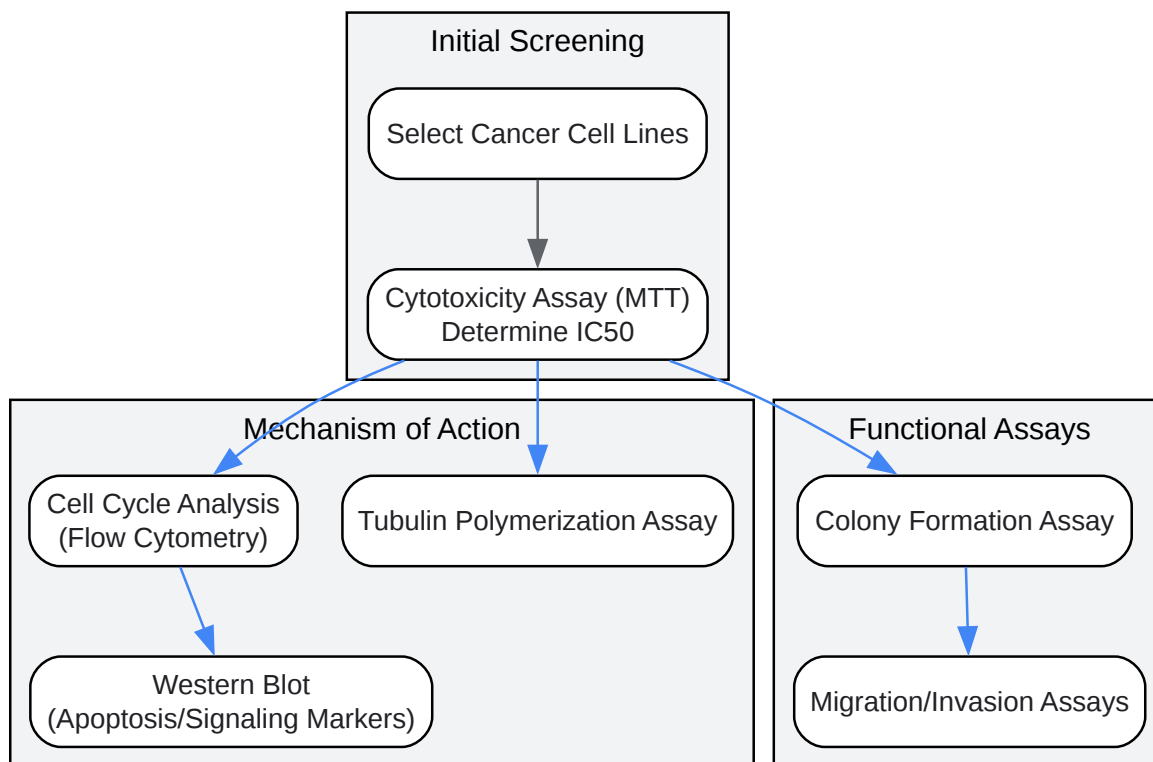 Initial Screening
Select Cancer Cell Lines
Cytotoxicity Assay (MTT)
Determine IC50
Mechanism of Action
Cell Cycle Analysis
(Flow Cytometry)
Tubulin Polymerization Assay
Western Blot
(Apoptosis/Signaling Markers)
Functional Assays
Colony Formation Assay
Migration/Invasion Assays